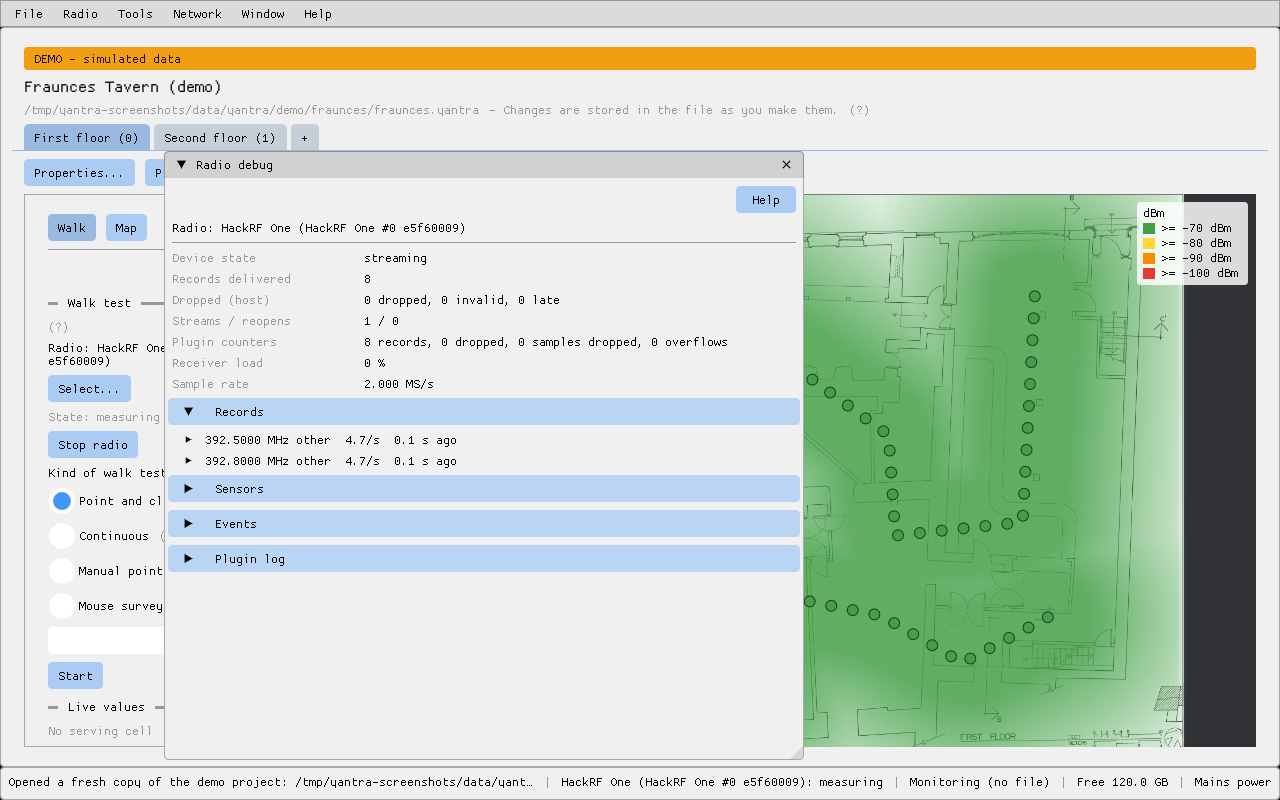 File Radio Tools Network Window Help
DEMO - simulated data
Fraunces Tavern (demo)
/tmp/yantra-screenshots/data/yantra/demo/fraunces/fraunces.yantra - Changes are stored in the file as you make them. (?)
First floor (0) Second floor (1) +
Properties... P
Radio debug
Help
Radio: HackRF One (HackRF One #0 e5f60009)
Device state streaming
Records delivered 8
Dropped (host) 0 dropped, 0 invalid, 0 late
Streams / reopens 1 / 0
Plugin counters 8 records, 0 dropped, 0 samples dropped, 0 overflows
Receiver load 0 %
Sample rate 2.000 MS/s
Records
392.5000 MHz other 4.7/s 0.1 s ago
392.8000 MHz other 4.7/s 0.1 s ago
Sensors
Events
Plugin log
Walk Map
Walk test
(?)
Radio: HackRF One
e5f60009)
Select...
State: measuring
Stop radio
Kind of walk test
Point and cl
Continuous (
Manual point
Mouse survey
Start
Live values
No serving cell
dBm
>= -70 dBm
>= -80 dBm
>= -90 dBm
>= -100 dBm
FIRST FLOOR
METERS
Opened a fresh copy of the demo project: /tmp/yantra-screenshots/data/yant… | HackRF One (HackRF One #0 e5f60009): measuring | Monitoring (no file) | Free 120.0 GB | Mains power